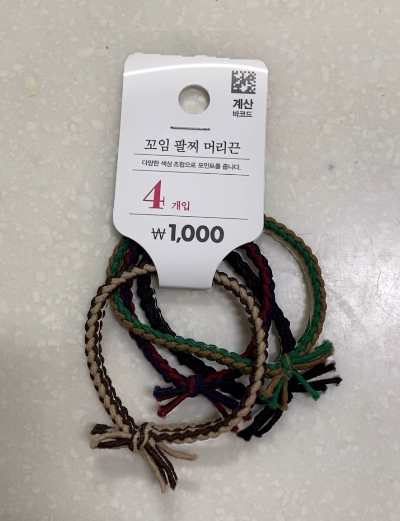 계산
바코드
꼬임 팔찌 머리끈
다양한 색상 조합으로 포인트를 줍니다.
4 개입
₩1,000